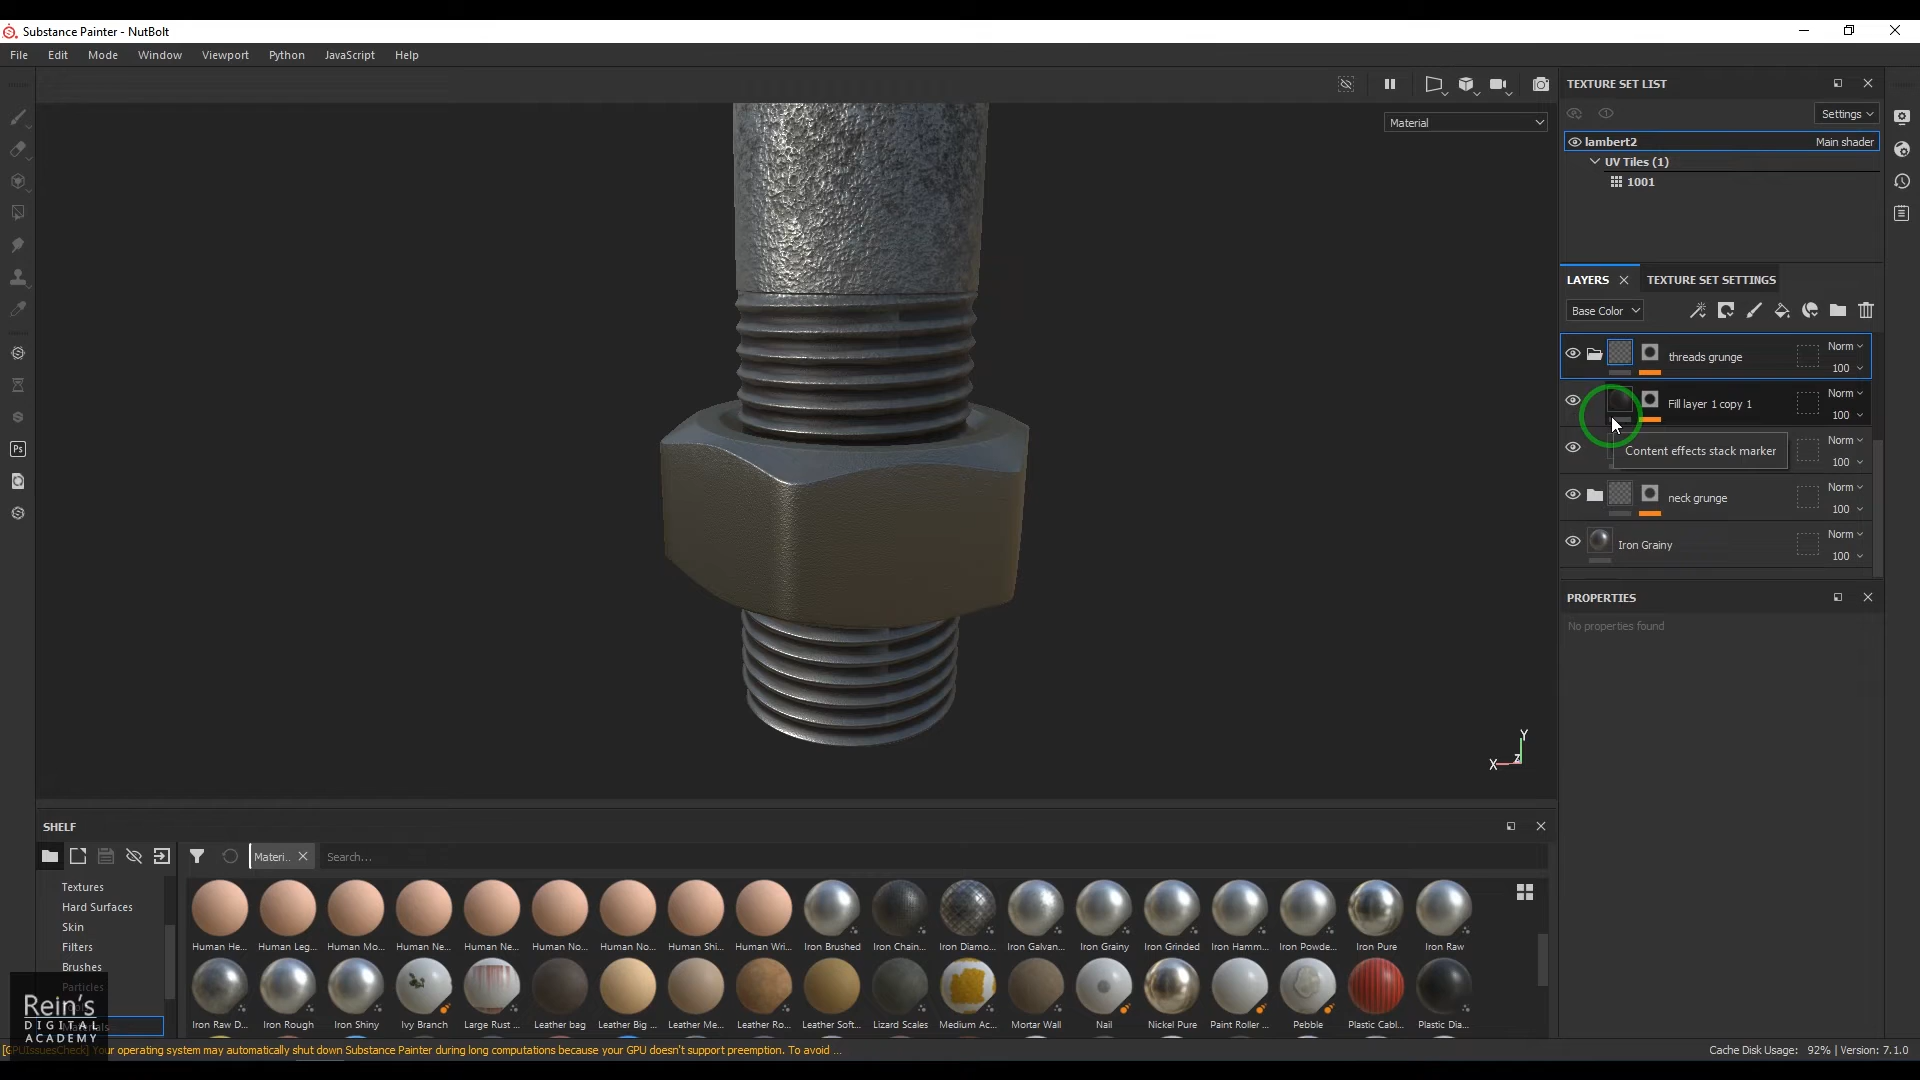 Substance Painter - NutBolt
File Edit Mode Window Viewport Python JavaScript Help
Material
TEXTURE SET LIST
Settings
lambert2 Main shader
UV Tiles (1)
1001
LAYERS TEXTURE SET SETTINGS
Base Color
threads grunge Norm 100
Fill layer 1 copy 1 Norm 100
Content effects stack marker
Norm 100
neck grunge Norm 100
Iron Grainy Norm 100
PROPERTIES
No properties found
Y
X Z
SHELF
Materi.. Search...
Textures
Hard Surfaces
Skin
Filters
Brushes
Particles
Human He... Human Leg... Human Mo... Human Ne... Human Ne... Human No... Human No... Human Shi... Human Wri... Iron Brushed Iron Chain... Iron Diamo... Iron Galvan... Iron Grainy Iron Grinded Iron Hamm... Iron Powde... Iron Pure Iron Raw
Iron Raw D... Iron Rough Iron Shiny Ivy Branch Large Rust ... Leather bag Leather Big ... Leather Me... Leather Ro... Leather Soft... Lizard Scales Medium Ac... Mortar Wall Nail Nickel Pure Paint Roller ... Pebble Plastic Cabl... Plastic Dia...
Rein's
DIGITAL
ACADEMY
[GPUIssuesCheck] Your operating system may automatically shut down Substance Painter during long computations because your GPU doesn't support preemption. To avoid ...
Cache Disk Usage: 92% | Version: 7.1.0